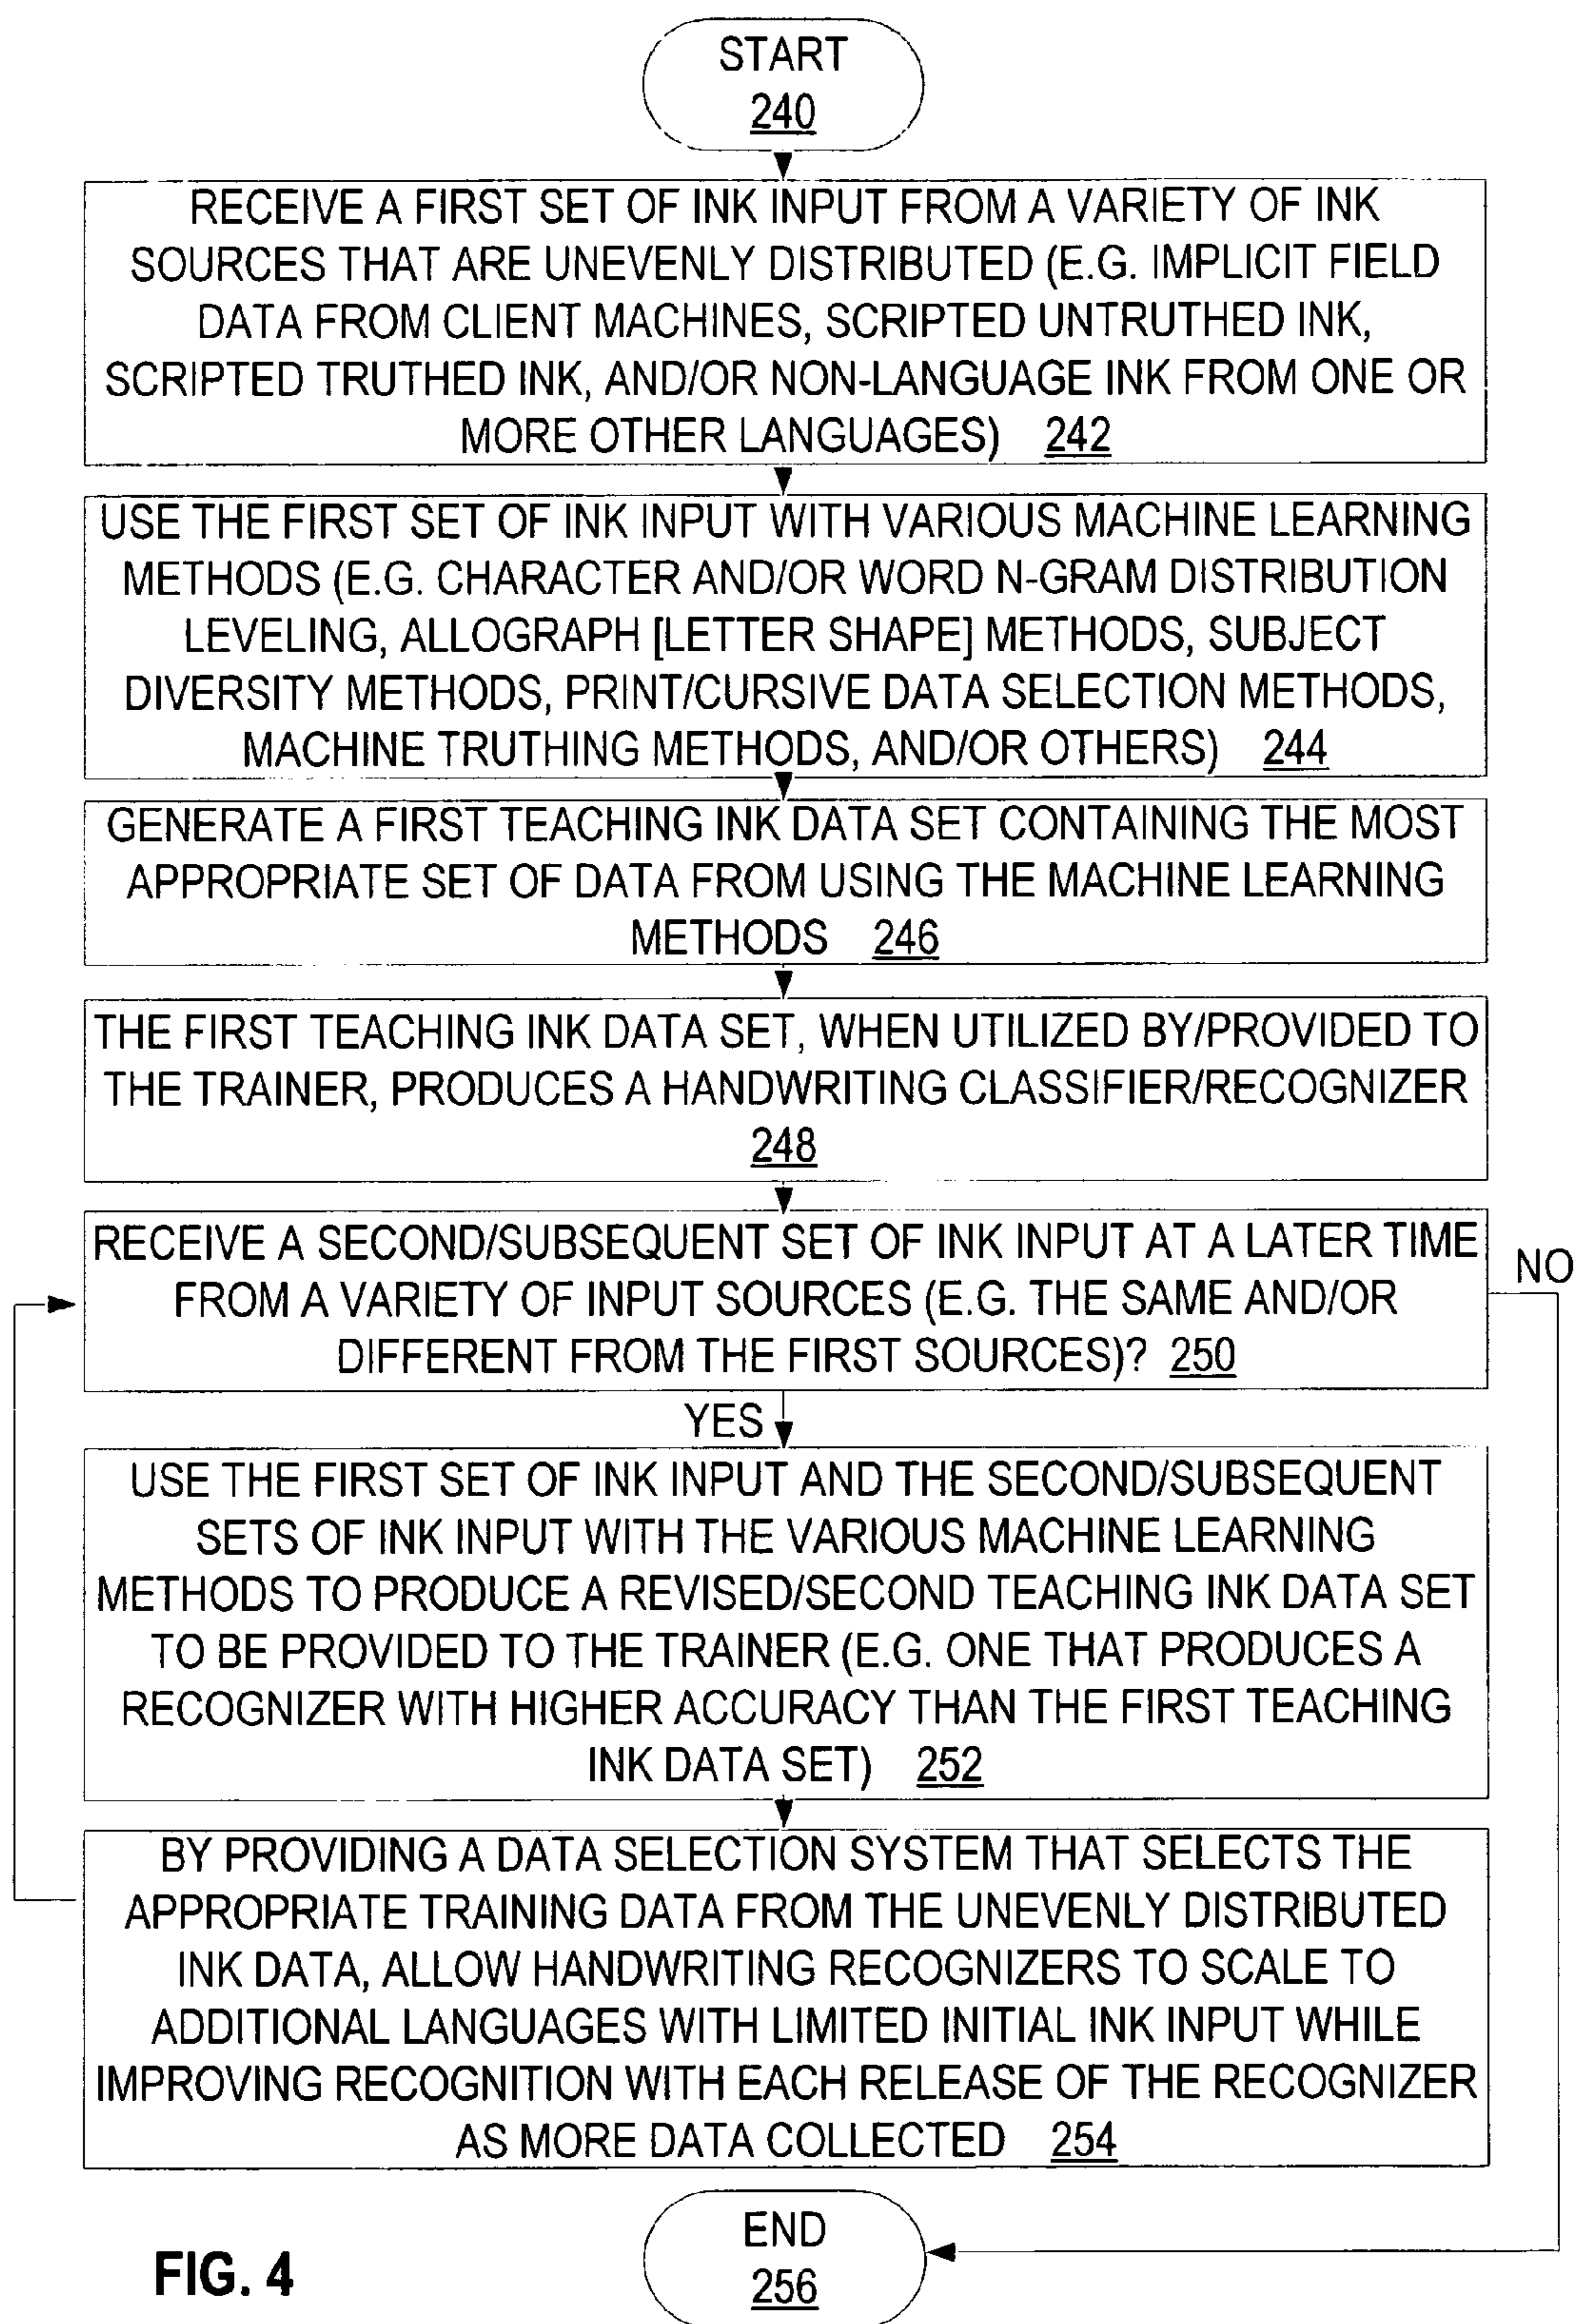 START
240
RECEIVE A FIRST SET OF INK INPUT FROM A VARIETY OF INK
SOURCES THAT ARE UNEVENLY DISTRIBUTED (E.G. IMPLICIT FIELD
DATA FROM CLIENT MACHINES, SCRIPTED UNTRUTHED INK,
SCRIPTED TRUTHED INK, AND/OR NON-LANGUAGE INK FROM ONE OR
MORE OTHER LANGUAGES) 242
USE THE FIRST SET OF INK INPUT WITH VARIOUS MACHINE LEARNING
METHODS (E.G. CHARACTER AND/OR WORD N-GRAM DISTRIBUTION
LEVELING, ALLOGRAPH [LETTER SHAPE] METHODS, SUBJECT
DIVERSITY METHODS, PRINT/CURSIVE DATA SELECTION METHODS,
MACHINE TRUTHING METHODS, AND/OR OTHERS) 244
GENERATE A FIRST TEACHING INK DATA SET CONTAINING THE MOST
APPROPRIATE SET OF DATA FROM USING THE MACHINE LEARNING
METHODS 246
THE FIRST TEACHING INK DATA SET, WHEN UTILIZED BY/PROVIDED TO
THE TRAINER, PRODUCES A HANDWRITING CLASSIFIER/RECOGNIZER
248
RECEIVE A SECOND/SUBSEQUENT SET OF INK INPUT AT A LATER TIME
FROM A VARIETY OF INPUT SOURCES (E.G. THE SAME AND/OR
DIFFERENT FROM THE FIRST SOURCES)? 250
NO
YES
USE THE FIRST SET OF INK INPUT AND THE SECOND/SUBSEQUENT
SETS OF INK INPUT WITH THE VARIOUS MACHINE LEARNING
METHODS TO PRODUCE A REVISED/SECOND TEACHING INK DATA SET
TO BE PROVIDED TO THE TRAINER (E.G. ONE THAT PRODUCES A
RECOGNIZER WITH HIGHER ACCURACY THAN THE FIRST TEACHING
INK DATA SET) 252
BY PROVIDING A DATA SELECTION SYSTEM THAT SELECTS THE
APPROPRIATE TRAINING DATA FROM THE UNEVENLY DISTRIBUTED
INK DATA, ALLOW HANDWRITING RECOGNIZERS TO SCALE TO
ADDITIONAL LANGUAGES WITH LIMITED INITIAL INK INPUT WHILE
IMPROVING RECOGNITION WITH EACH RELEASE OF THE RECOGNIZER
AS MORE DATA COLLECTED 254
END
256
FIG. 4